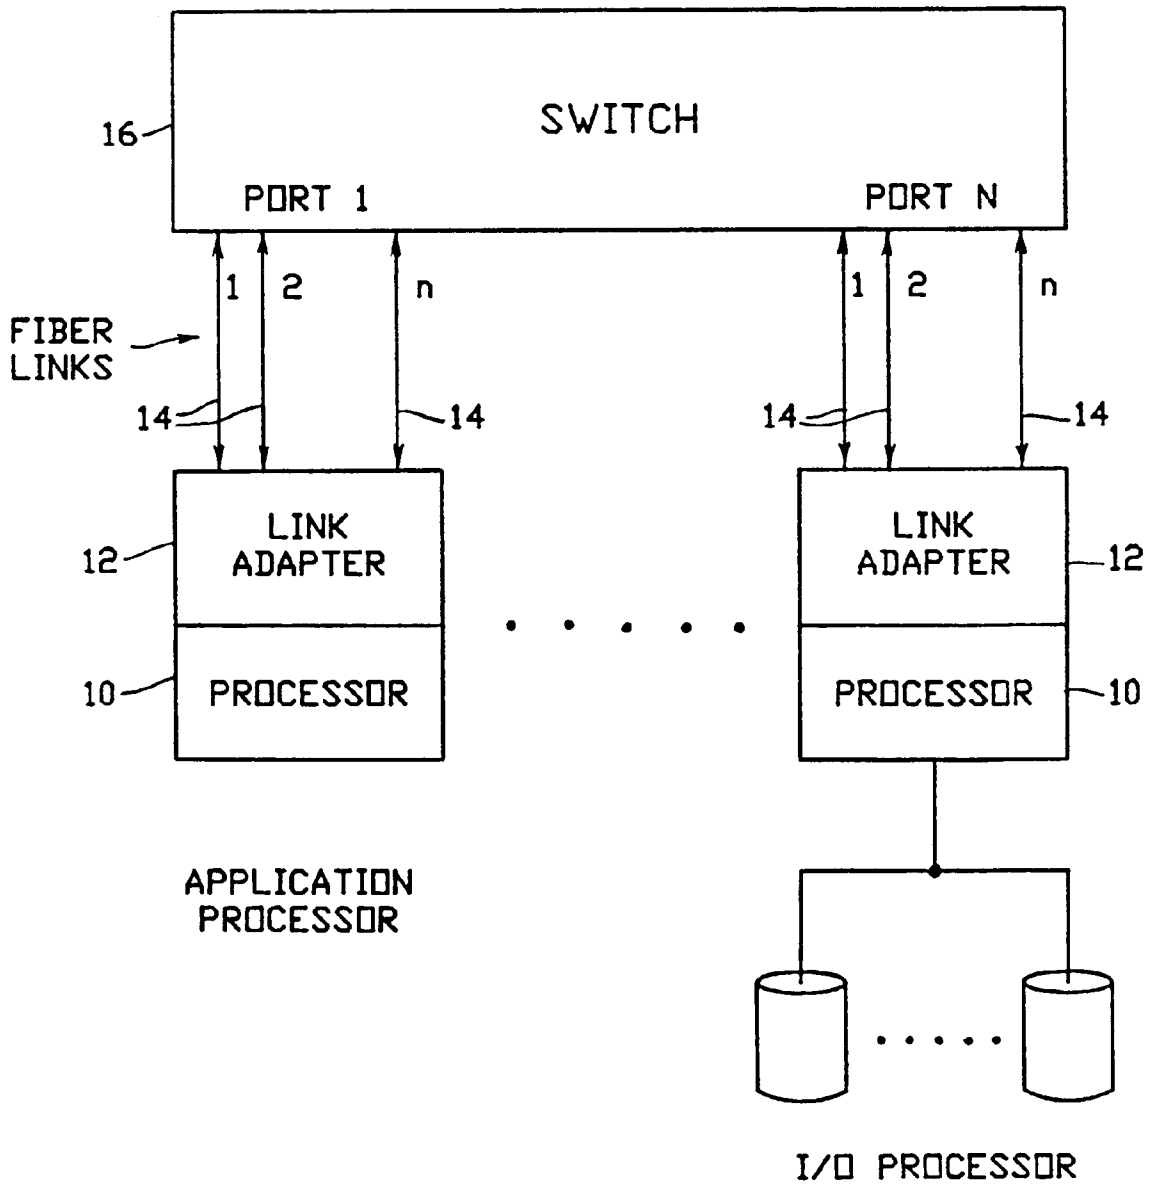 SWITCH
16
PORT 1
PORT N
1
2
n
1
2
n
FIBER
LINKS
14
14
14
14
LINK
ADAPTER
LINK
ADAPTER
12
12
PROCESSOR
PROCESSOR
10
10
APPLICATION
PROCESSOR
I/O PROCESSOR